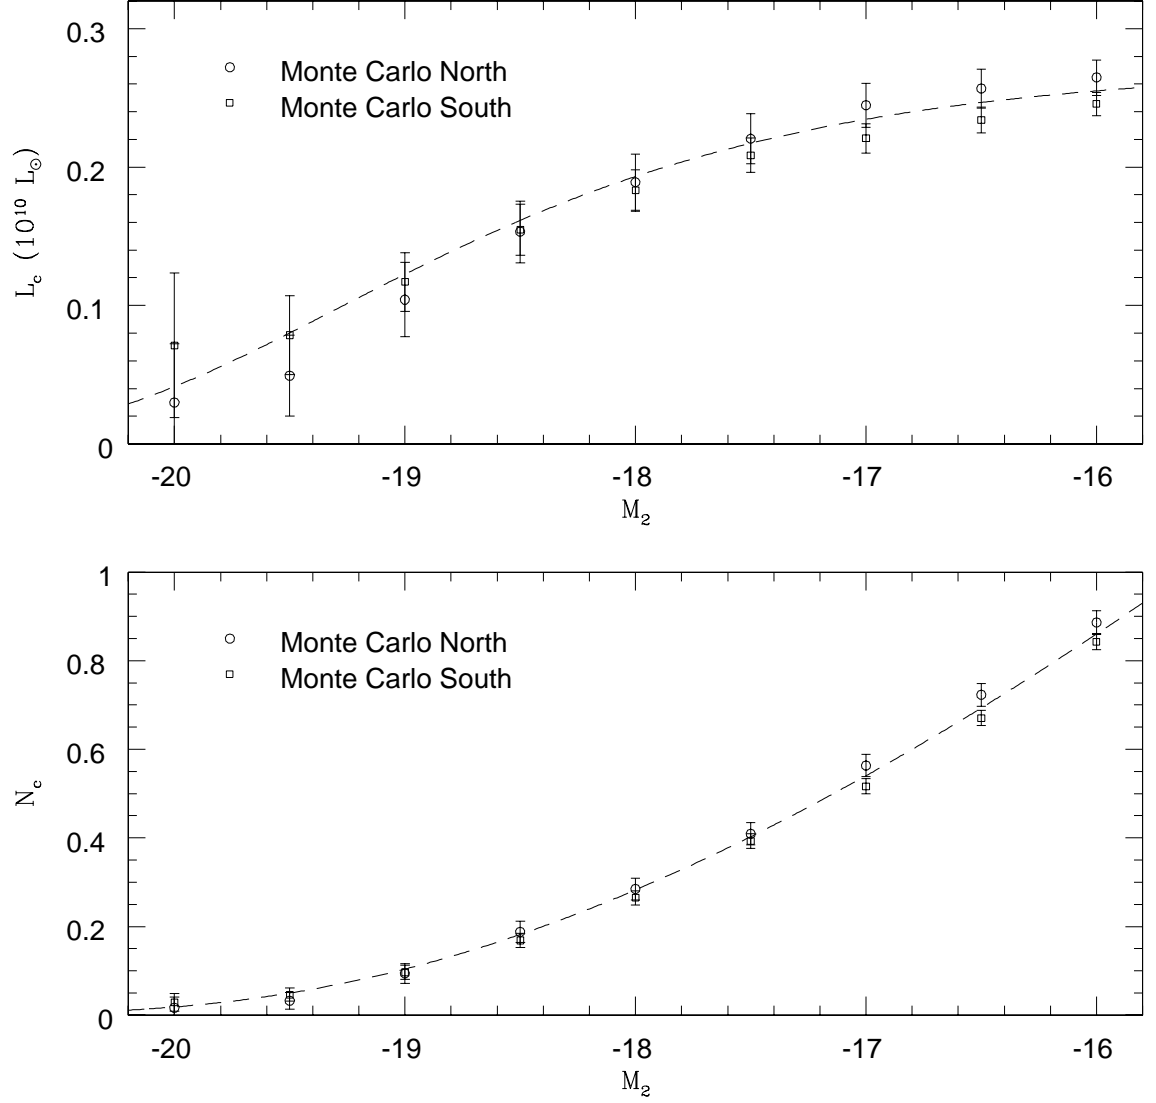 0.3
Monte Carlo North
Monte Carlo South
0.2
L_c (10^10 L_⊙)
0.1
0
-20 -19 -18 -17 -16
M_2
1
Monte Carlo North
Monte Carlo South
0.8
0.6
N_c
0.4
0.2
0
-20 -19 -18 -17 -16
M_2